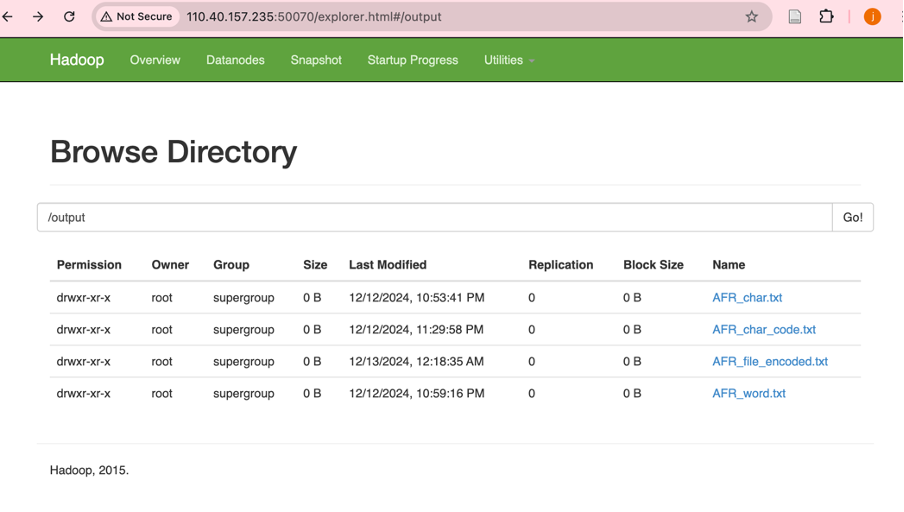 Not Secure 110.40.157.235:50070/explorer.html#/output j
Hadoop Overview Datanodes Snapshot Startup Progress Utilities
Browse Directory
/output Go!
Permission Owner Group Size Last Modified Replication Block Size Name
drwxr-xr-x root supergroup 0 B 12/12/2024, 10:53:41 PM 0 0 B AFR_char.txt
drwxr-xr-x root supergroup 0 B 12/12/2024, 11:29:58 PM 0 0 B AFR_char_code.txt
drwxr-xr-x root supergroup 0 B 12/13/2024, 12:18:35 AM 0 0 B AFR_file_encoded.txt
drwxr-xr-x root supergroup 0 B 12/12/2024, 10:59:16 PM 0 0 B AFR_word.txt
Hadoop, 2015.